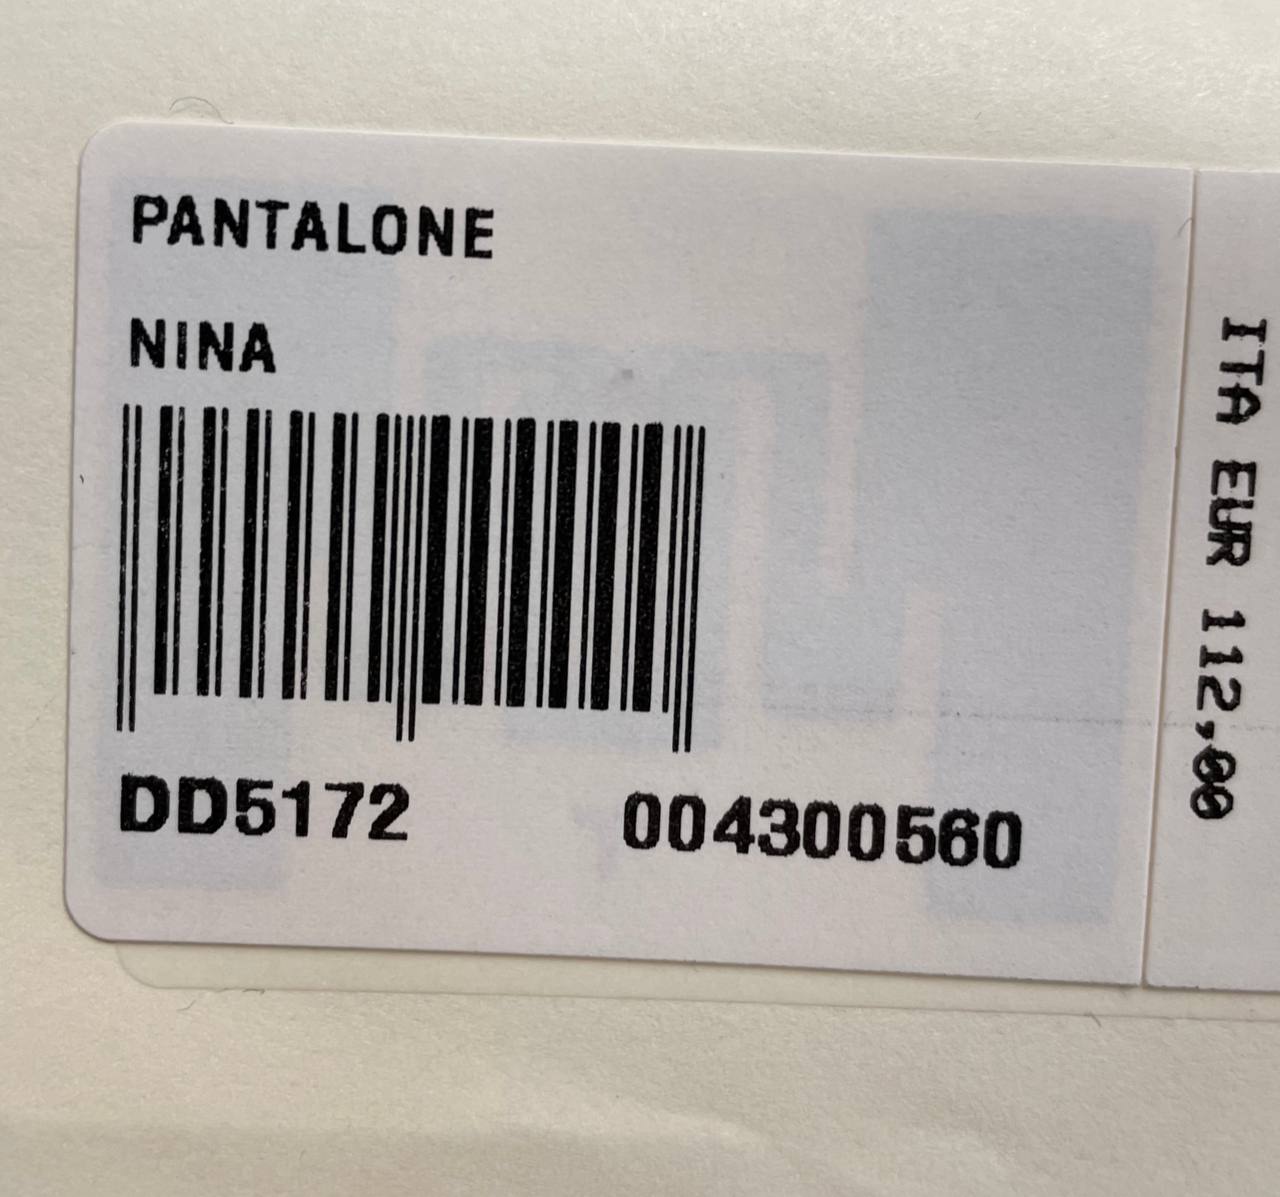 PANTALONE
NINA
DD5172 004300560
ITA EUR 112,00